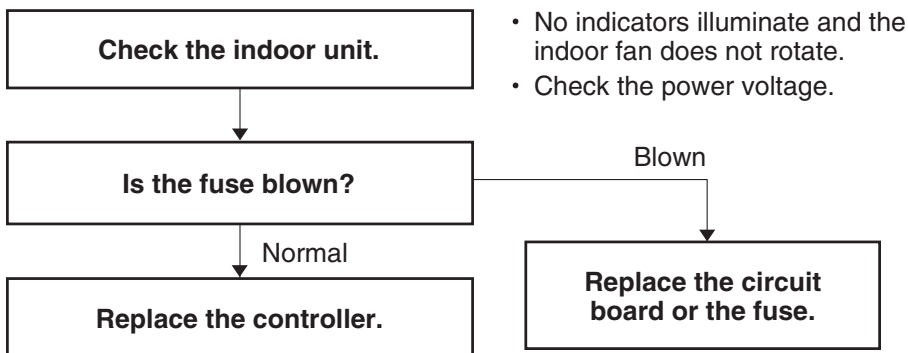 Check the indoor unit.
• No indicators illuminate and the
indoor fan does not rotate.
• Check the power voltage.
Is the fuse blown?
Blown
Normal
Replace the controller.
Replace the circuit
board or the fuse.